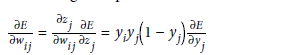 ∂E/∂w_ij = ∂z_j/∂w_ij ∂E/∂z_j = y_i y_j(1 − y_j) ∂E/∂y_j